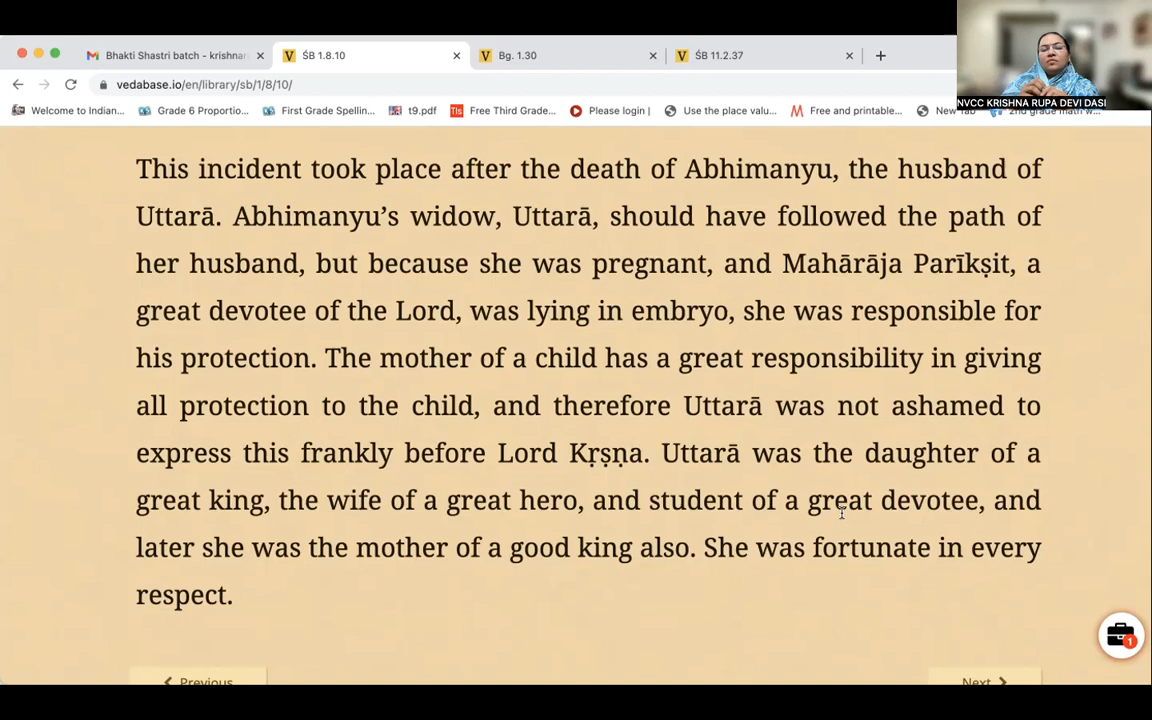 Bhakti Shastri batch - krishna
ŚB 1.8.10
Bg. 1.30
ŚB 11.2.37
vedabase.io/en/library/sb/1/8/10/
Welcome to Indian...
Grade 6 Proportio...
First Grade Spellin...
t9.pdf
Free Third Grade...
Please login |
Use the place valu...
Free and printable...
New Tab
2nd grade math w...
NVCC KRISHNA RUPA DEVI DASI
This incident took place after the death of Abhimanyu, the husband of
Uttarā. Abhimanyu’s widow, Uttarā, should have followed the path of
her husband, but because she was pregnant, and Mahārāja Parīkṣit, a
great devotee of the Lord, was lying in embryo, she was responsible for
his protection. The mother of a child has a great responsibility in giving
all protection to the child, and therefore Uttarā was not ashamed to
express this frankly before Lord Kṛṣṇa. Uttarā was the daughter of a
great king, the wife of a great hero, and student of a great devotee, and
later she was the mother of a good king also. She was fortunate in every
respect.
1
Previous
Next